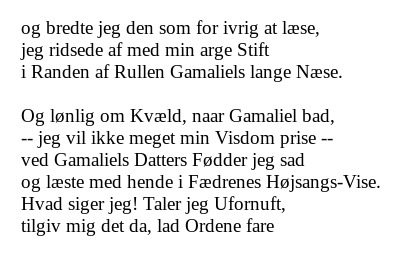 og bredte jeg den som for ivrig at læse,
jeg ridsede af med min arge Stift
i Randen af Rullen Gamaliels lange Næse.

Og lønlig om Kvæld, naar Gamaliel bad,
-- jeg vil ikke meget min Visdom prise --
ved Gamaliels Datters Fødder jeg sad
og læste med hende i Fædrenes Højsangs-Vise.
Hvad siger jeg! Taler jeg Ufornuft,
tilgiv mig det da, lad Ordene fare